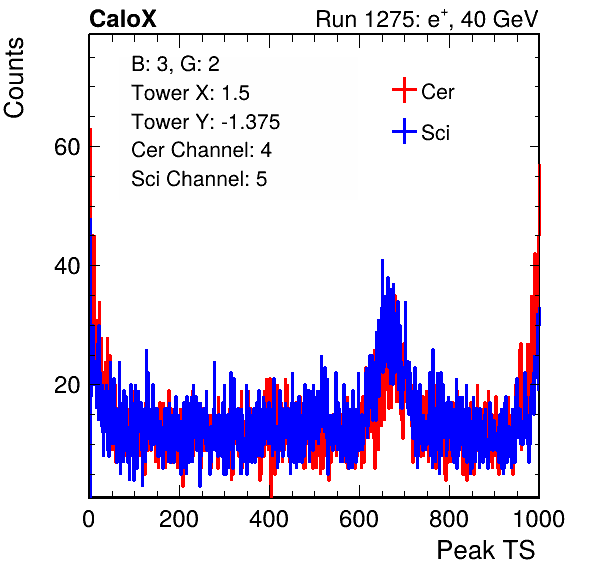 CaloX Run 1275: e⁺, 40 GeV
Counts
B: 3, G: 2
Tower X: 1.5
Tower Y: -1.375
Cer Channel: 4
Sci Channel: 5
Cer
Sci
60
40
20
0 200 400 600 800 1000
Peak TS